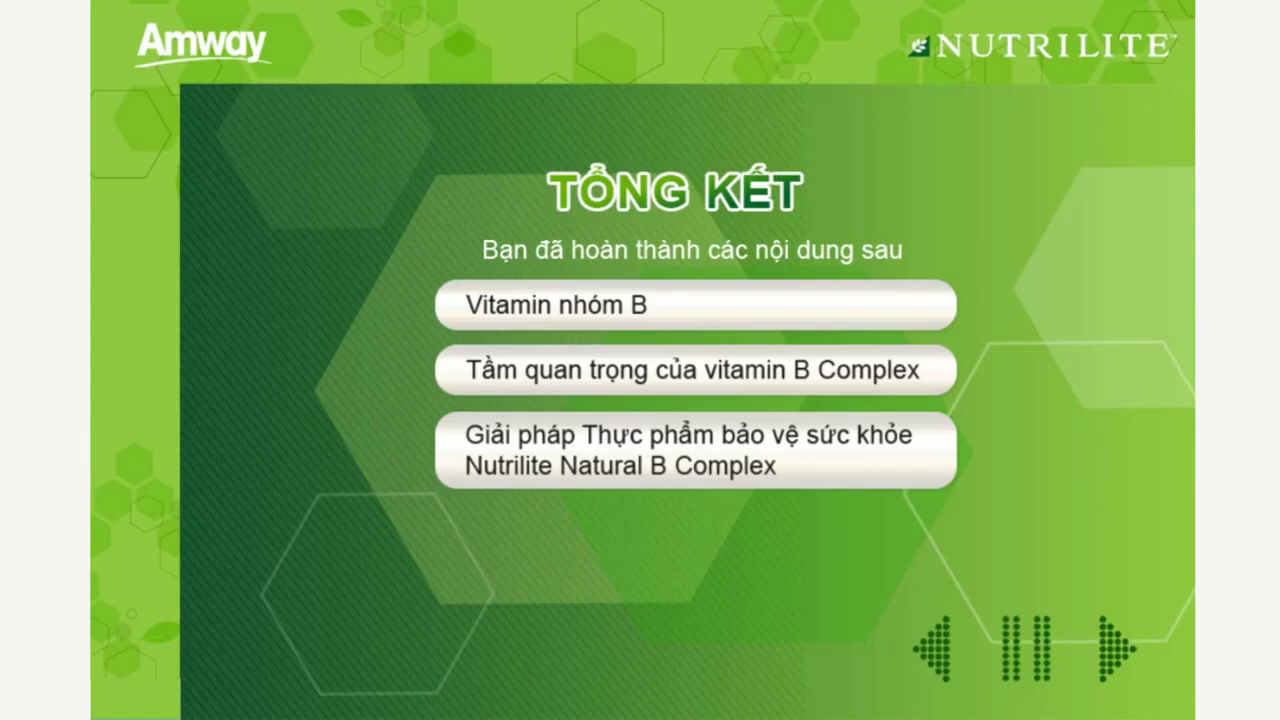 Amway
NUTRILITE™
TỔNG KẾT
Bạn đã hoàn thành các nội dung sau
Vitamin nhóm B
Tầm quan trọng của vitamin B Complex
Giải pháp Thực phẩm bảo vệ sức khỏe
Nutrilite Natural B Complex